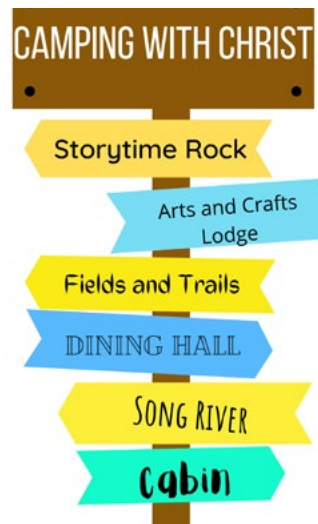 CAMPING WITH CHRIST
Storytime Rock
Arts and Crafts
Lodge
Fields and Trails
DINING HALL
SONG RIVER
Cabin